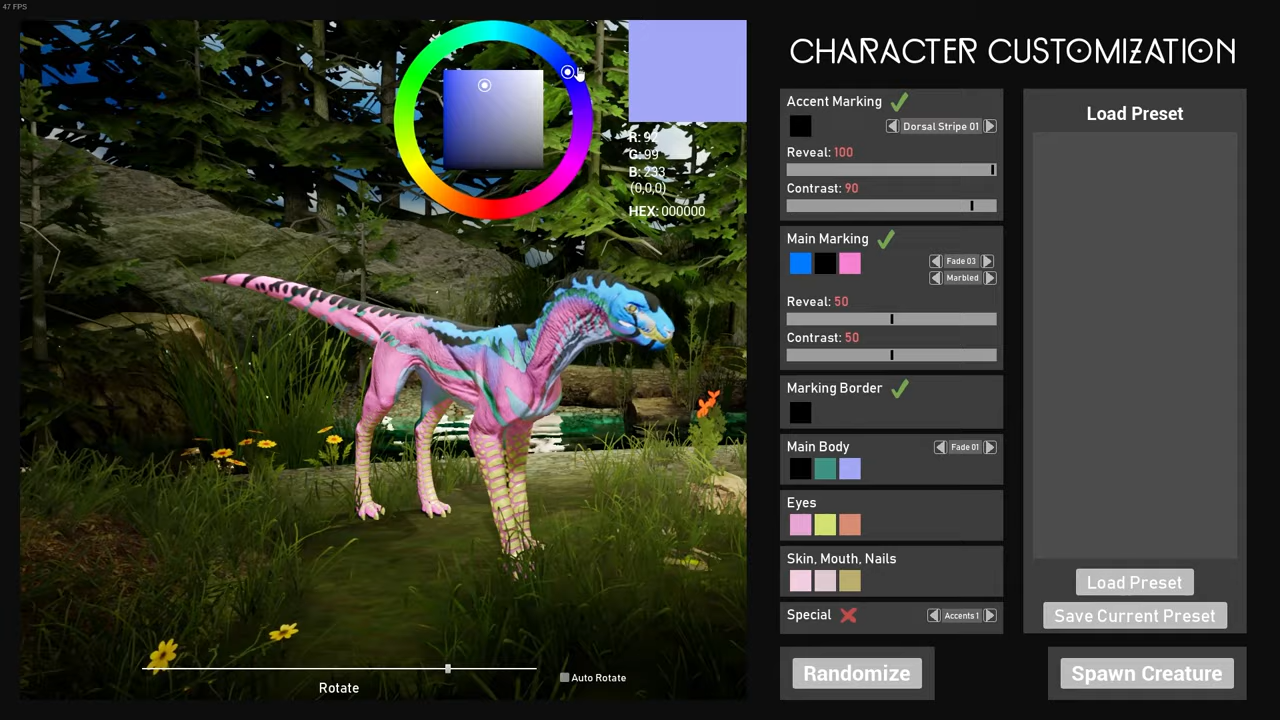 47 FPS
CHARACTER CUSTOMIZATION
R: 92
G: 99
B: 233
(0,0,0)
HEX: 000000
Rotate
Auto Rotate
Accent Marking
Dorsal Stripe 01
Reveal: 100
Contrast: 90
Main Marking
Fade 03
Marbled
Reveal: 50
Contrast: 50
Marking Border
Main Body
Fade 01
Eyes
Skin, Mouth, Nails
Special
Accents 1
Randomize
Load Preset
Load Preset
Save Current Preset
Spawn Creature